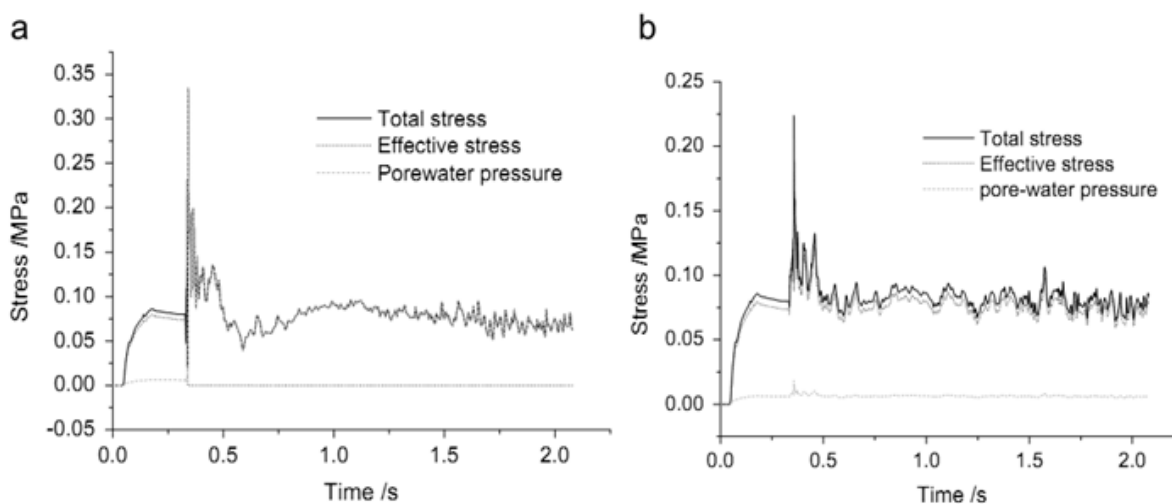 a
0.35
0.30
0.25
0.20
0.15
0.10
0.05
0.00
-0.05
Stress /MPa
Total stress
Effective stress
Porewater pressure
0.0
0.5
1.0
1.5
2.0
Time /s
b
0.25
0.20
0.15
0.10
0.05
0.00
Stress /MPa
Total stress
Effective stress
pore-water pressure
0.0
0.5
1.0
1.5
2.0
Time /s